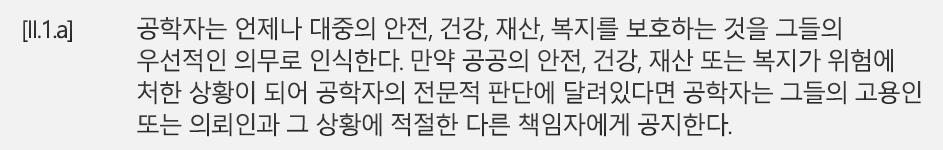 [II.1.a] 공학자는 언제나 대중의 안전, 건강, 재산, 복지를 보호하는 것을 그들의
우선적인 의무로 인식한다. 만약 공공의 안전, 건강, 재산 또는 복지가 위험에
처한 상황이 되어 공학자의 전문적 판단에 달려있다면 공학자는 그들의 고용인
또는 의뢰인과 그 상황에 적절한 다른 책임자에게 공지한다.